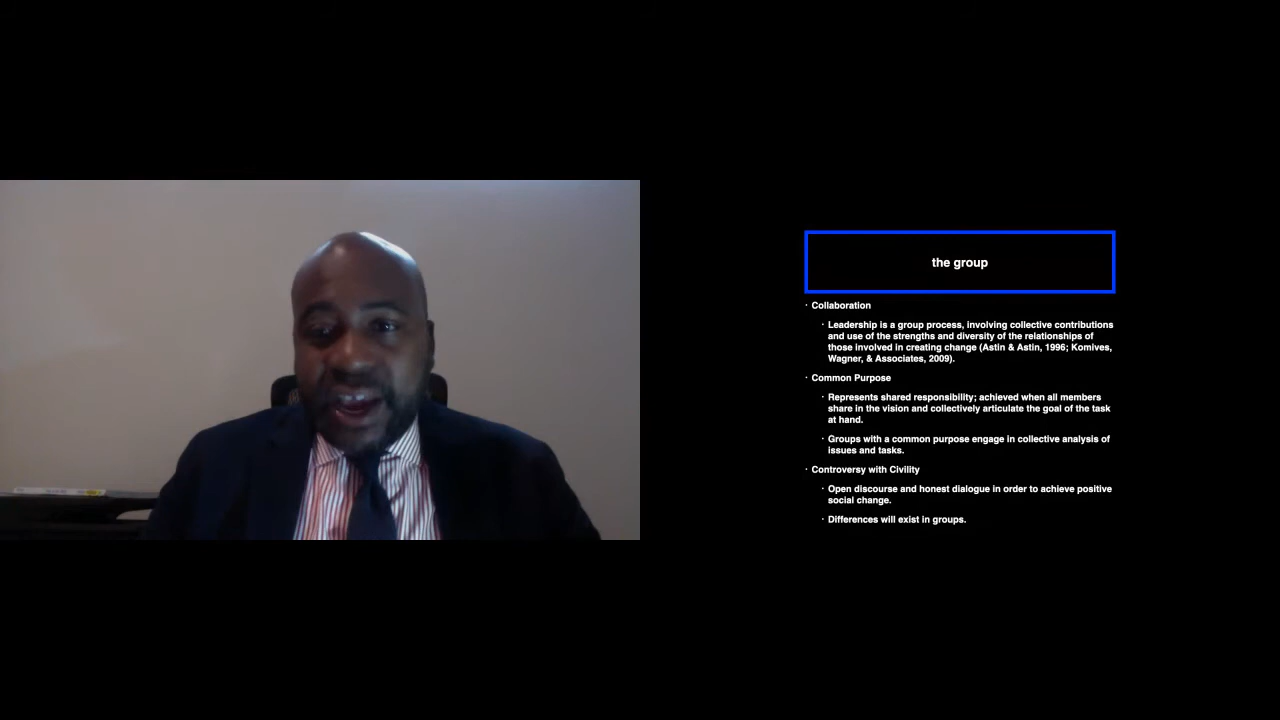 the group
· Collaboration
· Leadership is a group process, involving collective contributions
and use of the strengths and diversity of the relationships of
those involved in creating change (Astin & Astin, 1996; Komives,
Wagner, & Associates, 2009).
· Common Purpose
· Represents shared responsibility; achieved when all members
share in the vision and collectively articulate the goal of the task
at hand.
· Groups with a common purpose engage in collective analysis of
issues and tasks.
· Controversy with Civility
· Open discourse and honest dialogue in order to achieve positive
social change.
· Differences will exist in groups.